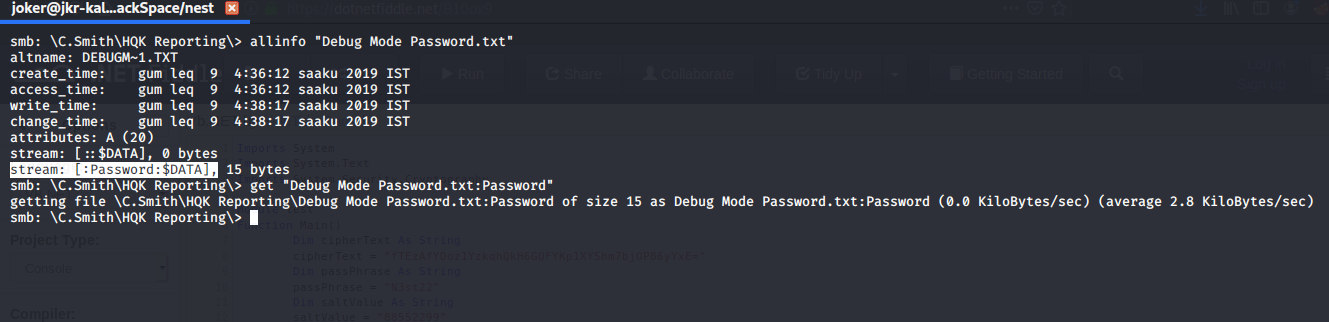 joker@jkr-kal...ackSpace/nest
smb: \C.Smith\HQK Reporting\> allinfo "Debug Mode Password.txt"
altname: DEBUGM~1.TXT
create_time:    gum leq  9  4:36:12 saaku 2019 IST
access_time:    gum leq  9  4:36:12 saaku 2019 IST
write_time:     gum leq  9  4:38:17 saaku 2019 IST
change_time:    gum leq  9  4:38:17 saaku 2019 IST
attributes: A (20)
stream: [::$DATA], 0 bytes
stream: [:Password:$DATA], 15 bytes
smb: \C.Smith\HQK Reporting\> get "Debug Mode Password.txt:Password"
getting file \C.Smith\HQK Reporting\Debug Mode Password.txt:Password of size 15 as Debug Mode Password.txt:Password (0.0 KiloBytes/sec) (average 2.8 KiloBytes/sec)
smb: \C.Smith\HQK Reporting\>
Run
Share
Collaborate
Tidy Up
Getting Started
Imports System
Imports System.Text
Project Type:
Console
Compiler:
Function Main()
Dim cipherText As String
cipherText =
Dim passPhrase As String
passPhrase =
Dim saltValue As String
saltValue =